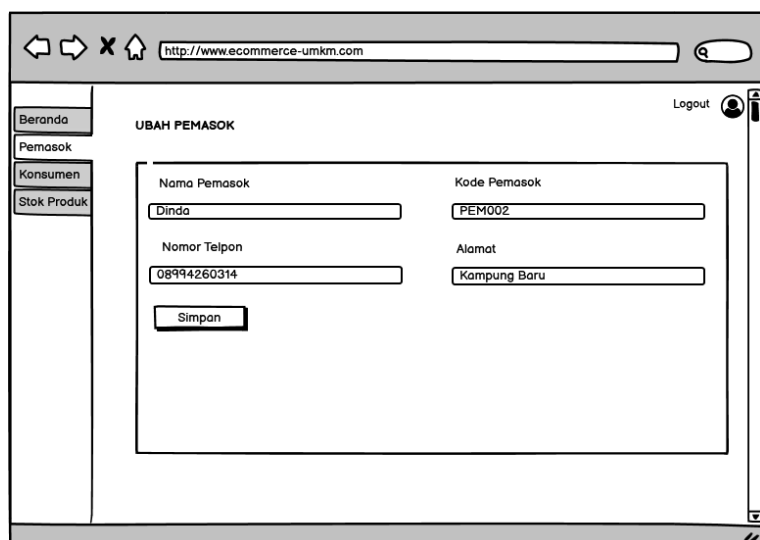 http://www.ecommerce-umkm.com
Logout
Beranda
Pemasok
Konsumen
Stok Produk
UBAH PEMASOK
Nama Pemasok
Kode Pemasok
Dinda
PEM002
Nomor Telpon
Alamat
08994260314
Kampung Baru
Simpan